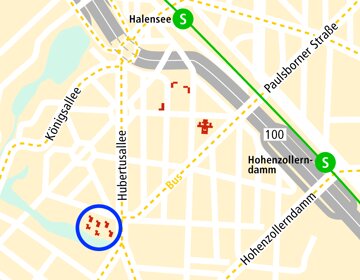 Halensee S
Paulsborner Straße
Königsallee
100
Hubertusallee
Hohenzollern-
damm
S
Bus
Hohenzollerndamm